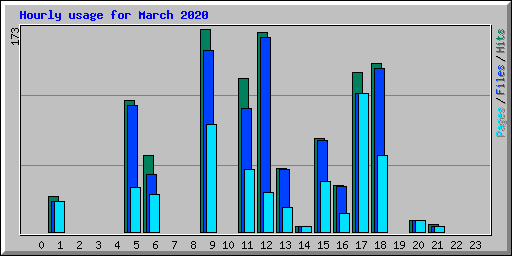 Hourly usage for March 2020
173
Pages / Files / Hits
0 1 2 3 4 5 6 7 8 9 10 11 12 13 14 15 16 17 18 19 20 21 22 23